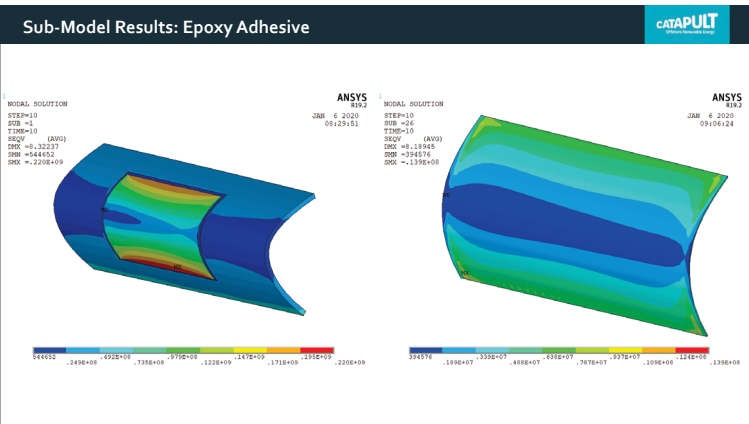 Sub-Model Results: Epoxy Adhesive
CATAPULT
Offshore Renewable Energy
1
NODAL SOLUTION
STEP=10
SUB =1
TIME=10
SEQV (AVG)
DMX =8.32237
SMN =544652
SMX =.220E+09
ANSYS
R19.2
JAN 6 2020
08:29:51
MX
544652 .492E+08 .979E+08 .147E+09 .195E+09
.249E+08 .735E+08 .122E+09 .171E+09 .220E+09
1
NODAL SOLUTION
STEP=10
SUB =26
TIME=10
SEQV (AVG)
DMX =8.18945
SMN =394576
SMX =.139E+08
ANSYS
R19.2
JAN 6 2020
09:06:24
394576 .339E+07 .638E+07 .937E+07 .124E+08
.189E+07 .488E+07 .787E+07 .109E+08 .139E+08